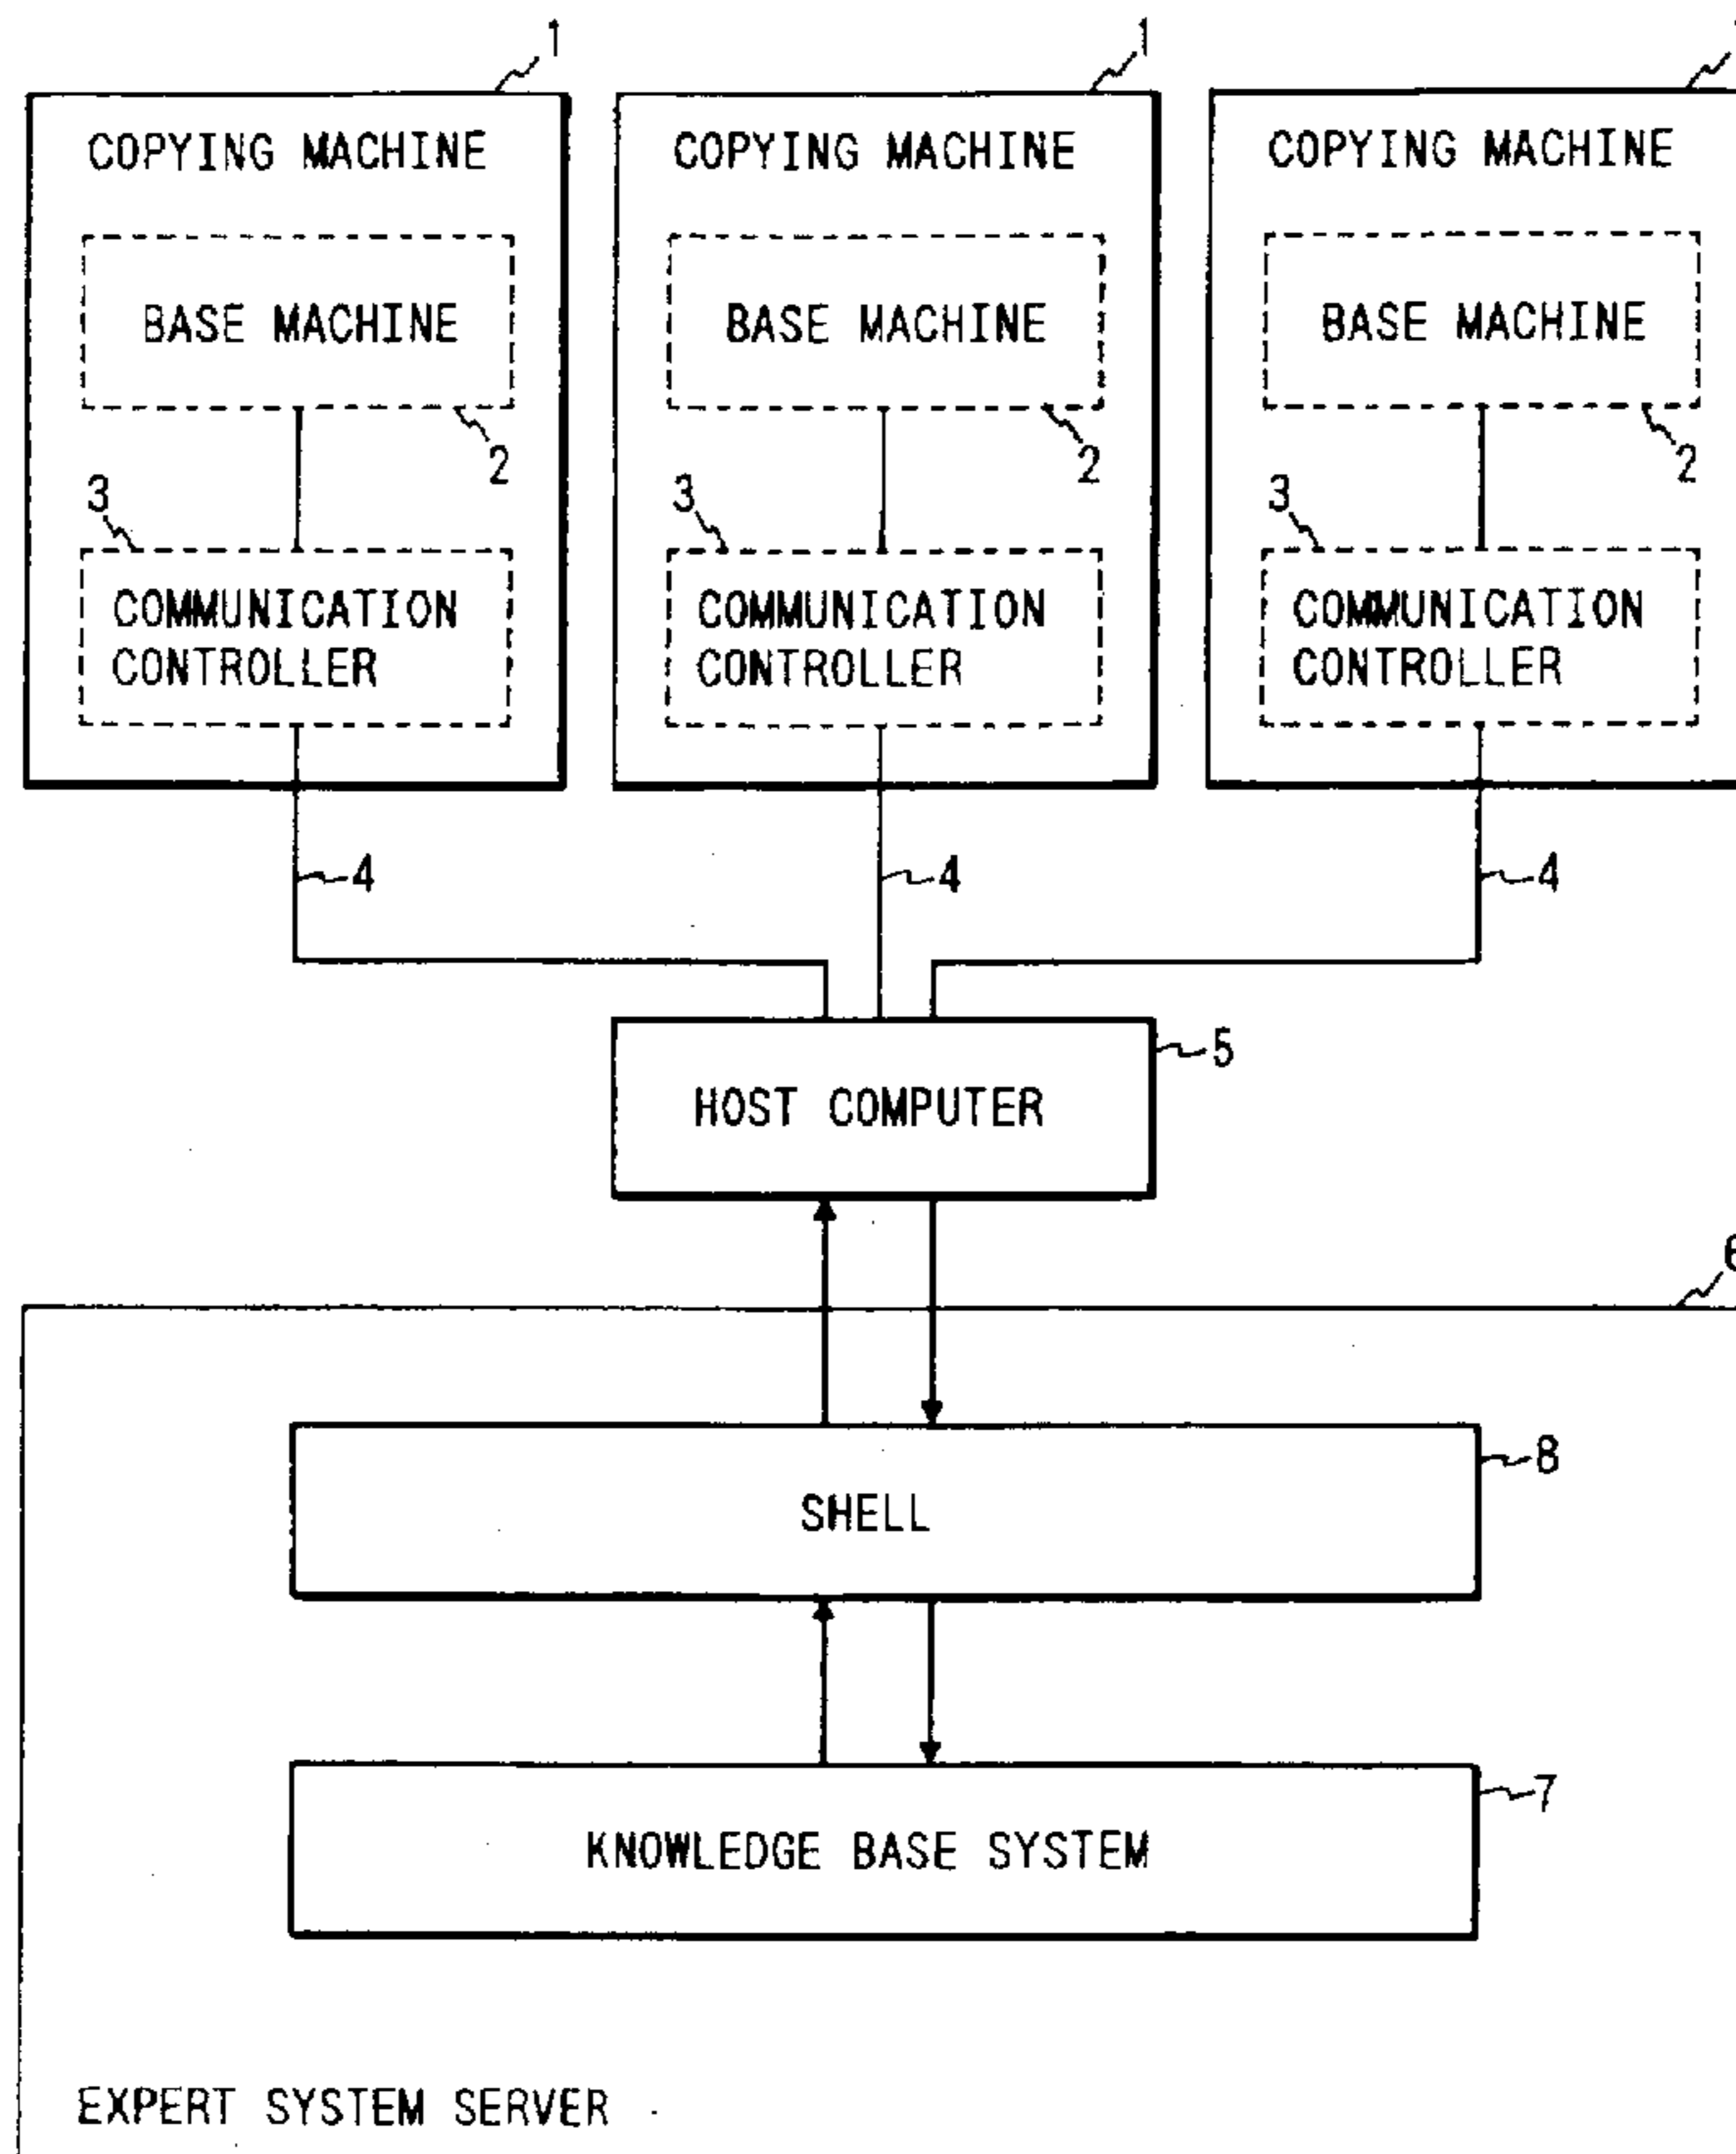 1
1
COPYING MACHINE
COPYING MACHINE
COPYING MACHINE
BASE MACHINE
BASE MACHINE
BASE MACHINE
2
2
2
3
3
3
COMMUNICATION
CONTROLLER
COMMUNICATION
CONTROLLER
COMMUNICATION
CONTROLLER
4
4
4
5
HOST COMPUTER
6
8
SHELL
7
KNOWLEDGE BASE SYSTEM
EXPERT SYSTEM SERVER